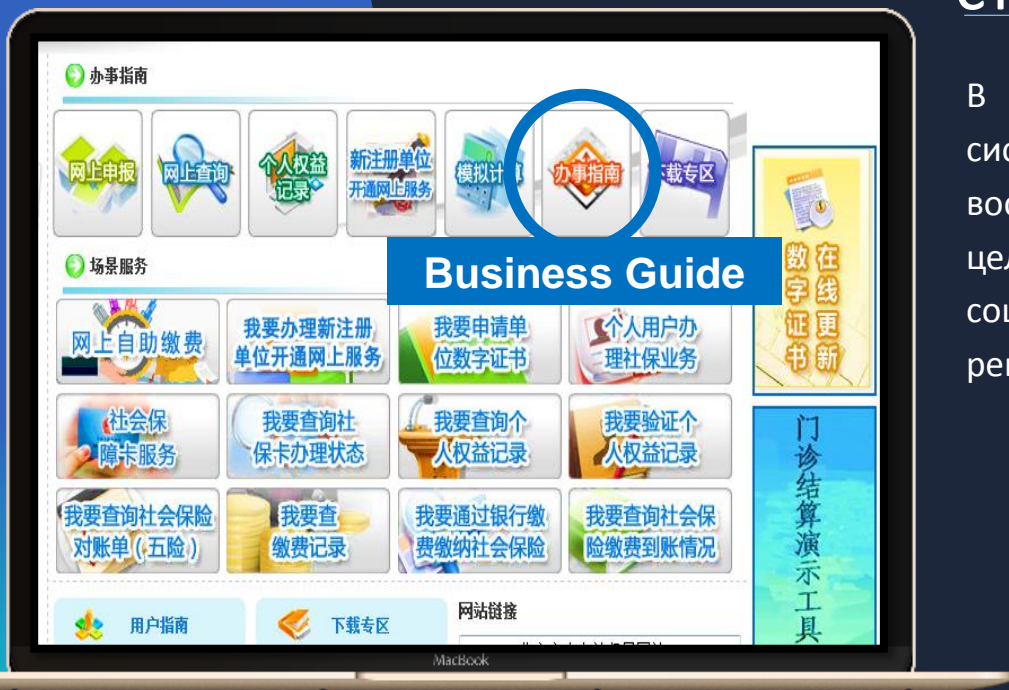 办事指南
网上申报
网上查询
个人权益
记录
新注册单位
开通网上服务
模拟计算
办事指南
下载专区
Business Guide
场景服务
网上自助缴费
我要办理新注册
单位开通网上服务
我要申请单
位数字证书
个人用户办
理社保业务
社会保
障卡服务
我要查询社
保卡办理状态
我要查询个
人权益记录
我要验证个
人权益记录
我要查询社会保险
对账单(五险)
我要查
缴费记录
我要通过银行缴
费缴纳社会保险
我要查询社会保
险缴费到账情况
用户指南
下载专区
网站链接
在线更新
数字证书
门诊结算演示工具
MacBook
В